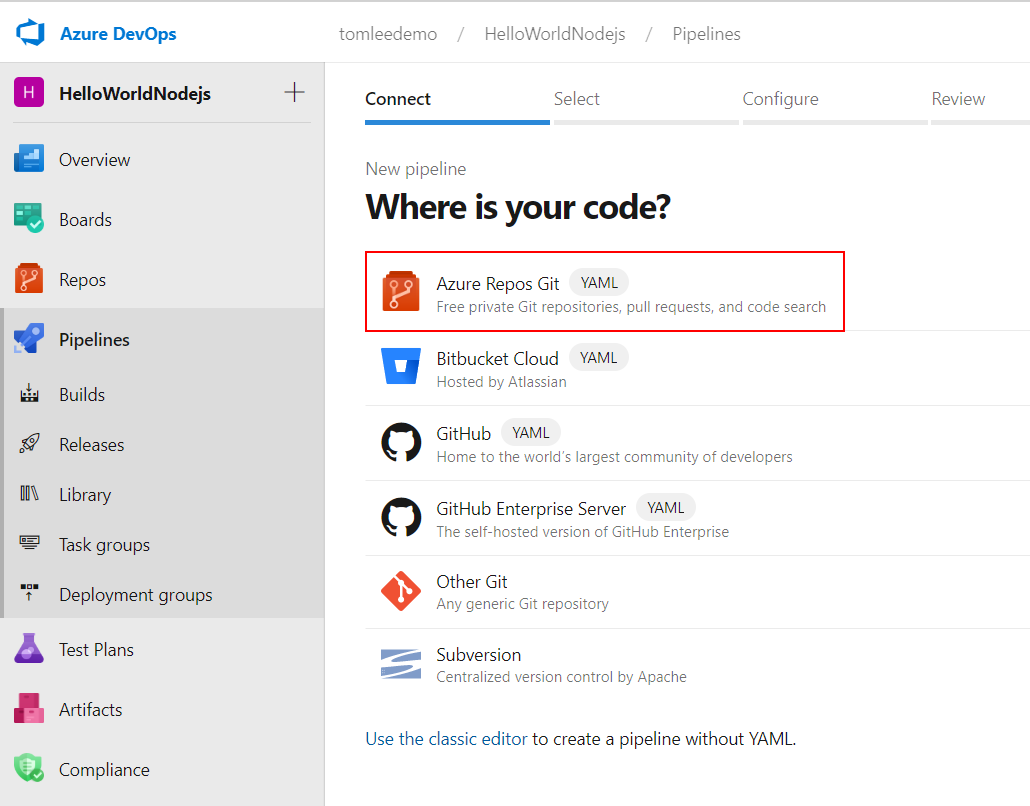 Azure DevOps
tomleedemo / HelloWorldNodejs / Pipelines
H HelloWorldNodejs +
Overview
Boards
Repos
Pipelines
Builds
Releases
Library
Task groups
Deployment groups
Test Plans
Artifacts
Compliance
Connect Select Configure Review
New pipeline
Where is your code?
Azure Repos Git YAML
Free private Git repositories, pull requests, and code search
Bitbucket Cloud YAML
Hosted by Atlassian
GitHub YAML
Home to the world's largest community of developers
GitHub Enterprise Server YAML
The self-hosted version of GitHub Enterprise
Other Git
Any generic Git repository
Subversion
Centralized version control by Apache
Use the classic editor to create a pipeline without YAML.